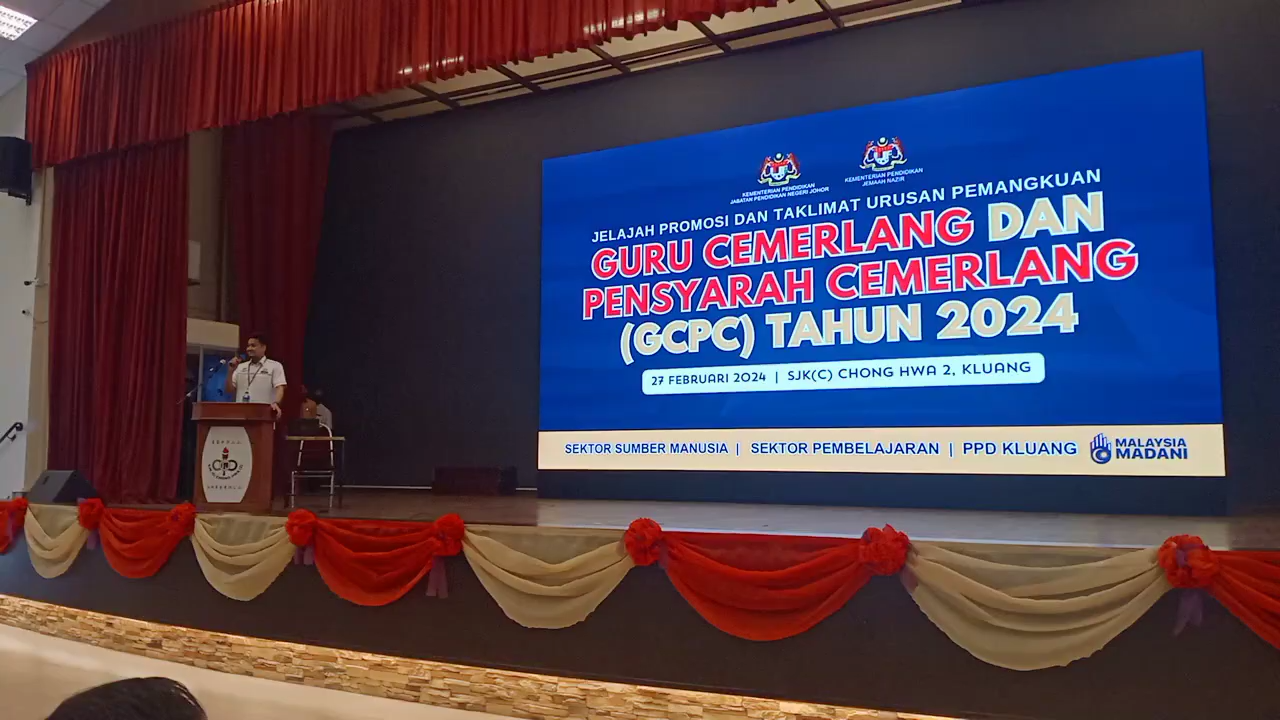 KEMENTERIAN PENDIDIKAN
JABATAN PENDIDIKAN NEGERI JOHOR
KEMENTERIAN PENDIDIKAN
JEMAAH NAZIR
JELAJAH PROMOSI DAN TAKLIMAT URUSAN PEMANGKUAN
GURU CEMERLANG DAN
PENSYARAH CEMERLANG
(GCPC) TAHUN 2024
27 FEBRUARI 2024 | SJK(C) CHONG HWA 2, KLUANG
SEKTOR SUMBER MANUSIA | SEKTOR PEMBELAJARAN | PPD KLUANG
MALAYSIA
MADANI